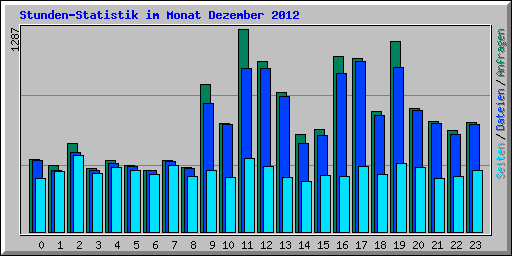 Stunden-Statistik im Monat Dezember 2012
1287
Seiten/Dateien/Anfragen
0 1 2 3 4 5 6 7 8 9 10 11 12 13 14 15 16 17 18 19 20 21 22 23